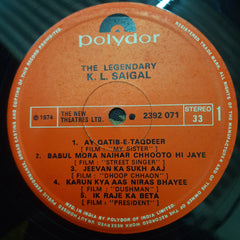 polydor
THE LEGENDARY
K. L. SAIGAL
℗ 1974
THE NEW
THEATRES LTD.
2392 071
STEREO
33
1
1. AY QATIB-E-TAQDEER
[ FILM : "MY SISTER" ]
2. BABUL MORA NAIHAR CHHOOTO HI JAYE
[ FILM : "STREET SINGER" ]
3. JEEVAN KA SUKH AAJ
[ FILM : "DHOOP CHHAON" ]
4. KARUN KYA AAS NIRAS BHAYEE
[ FILM : "DUSHMAN" ]
5. IK RAJE KA BETA
[ FILM : "PRESIDENT" ]
MADE IN INDIA BY POLYDOR OF INDIA LIMITED